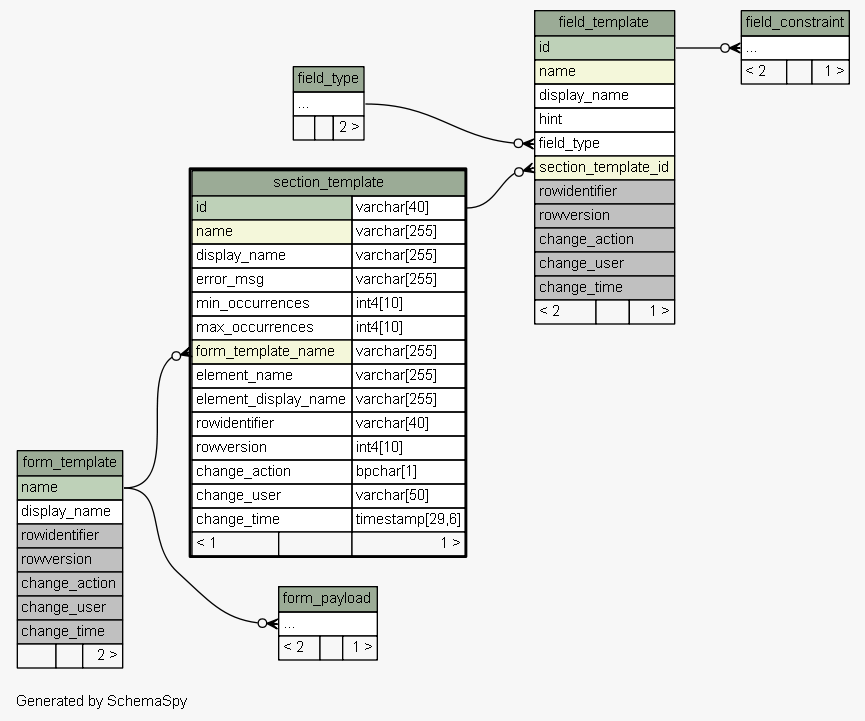 field_template
id
name
display_name
hint
field_type
section_template_id
rowidentifier
rowversion
change_action
change_user
change_time
< 2 1 >
field_constraint
...
< 2 1 >
field_type
...
2 >
section_template
id varchar[40]
name varchar[255]
display_name varchar[255]
error_msg varchar[255]
min_occurrences int4[10]
max_occurrences int4[10]
form_template_name varchar[255]
element_name varchar[255]
element_display_name varchar[255]
rowidentifier varchar[40]
rowversion int4[10]
change_action bpchar[1]
change_user varchar[50]
change_time timestamp[29,6]
< 1 1 >
form_template
name
display_name
rowidentifier
rowversion
change_action
change_user
change_time
2 >
form_payload
...
< 2 1 >
Generated by SchemaSpy